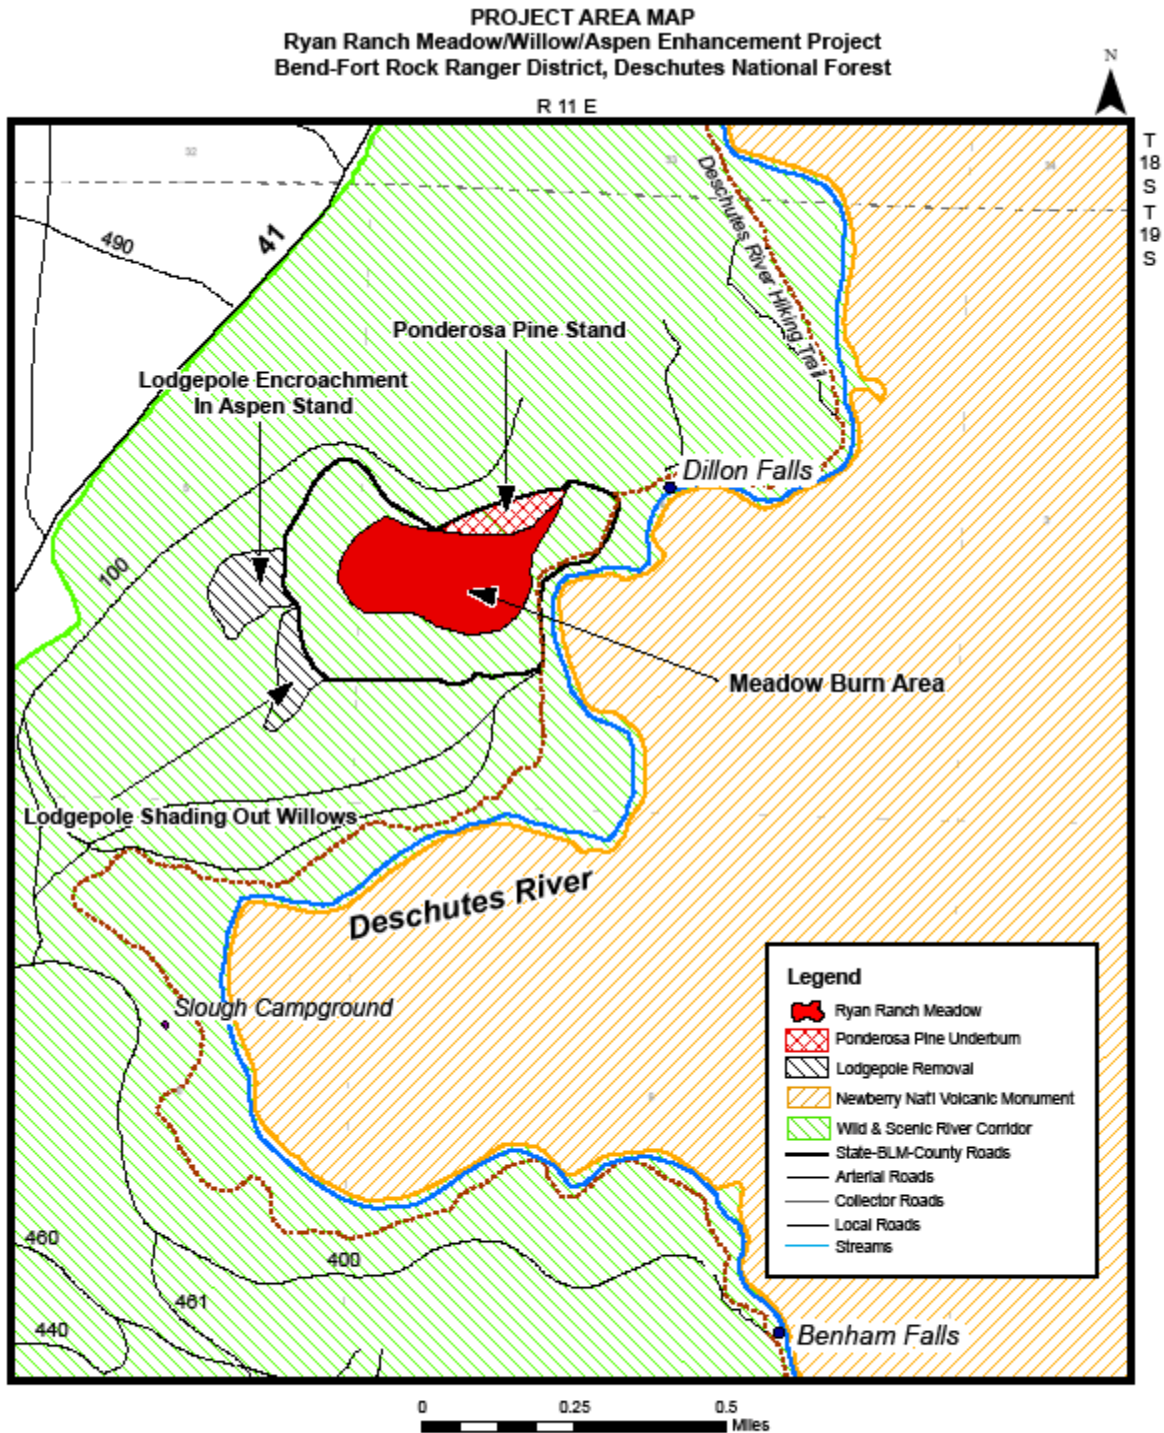 PROJECT AREA MAP
Ryan Ranch Meadow/Willow/Aspen Enhancement Project
Bend-Fort Rock Ranger District, Deschutes National Forest
N
R 11 E
T
18
S
T
19
S
32
33
490
41
Deschutes River Hiking Trail
Ponderosa Pine Stand
Lodgepole Encroachment
In Aspen Stand
Dillon Falls
100
Meadow Burn Area
Lodgepole Shading Out Willows
Deschutes River
Slough Campground
Legend
Ryan Ranch Meadow
Ponderosa Pine Underburn
Lodgepole Removal
Newberry Nat'l Volcanic Monument
Wild & Scenic River Corridor
State-BLM-County Roads
Arterial Roads
Collector Roads
Local Roads
Streams
460
400
461
440
Benham Falls
0 0.25 0.5
Miles